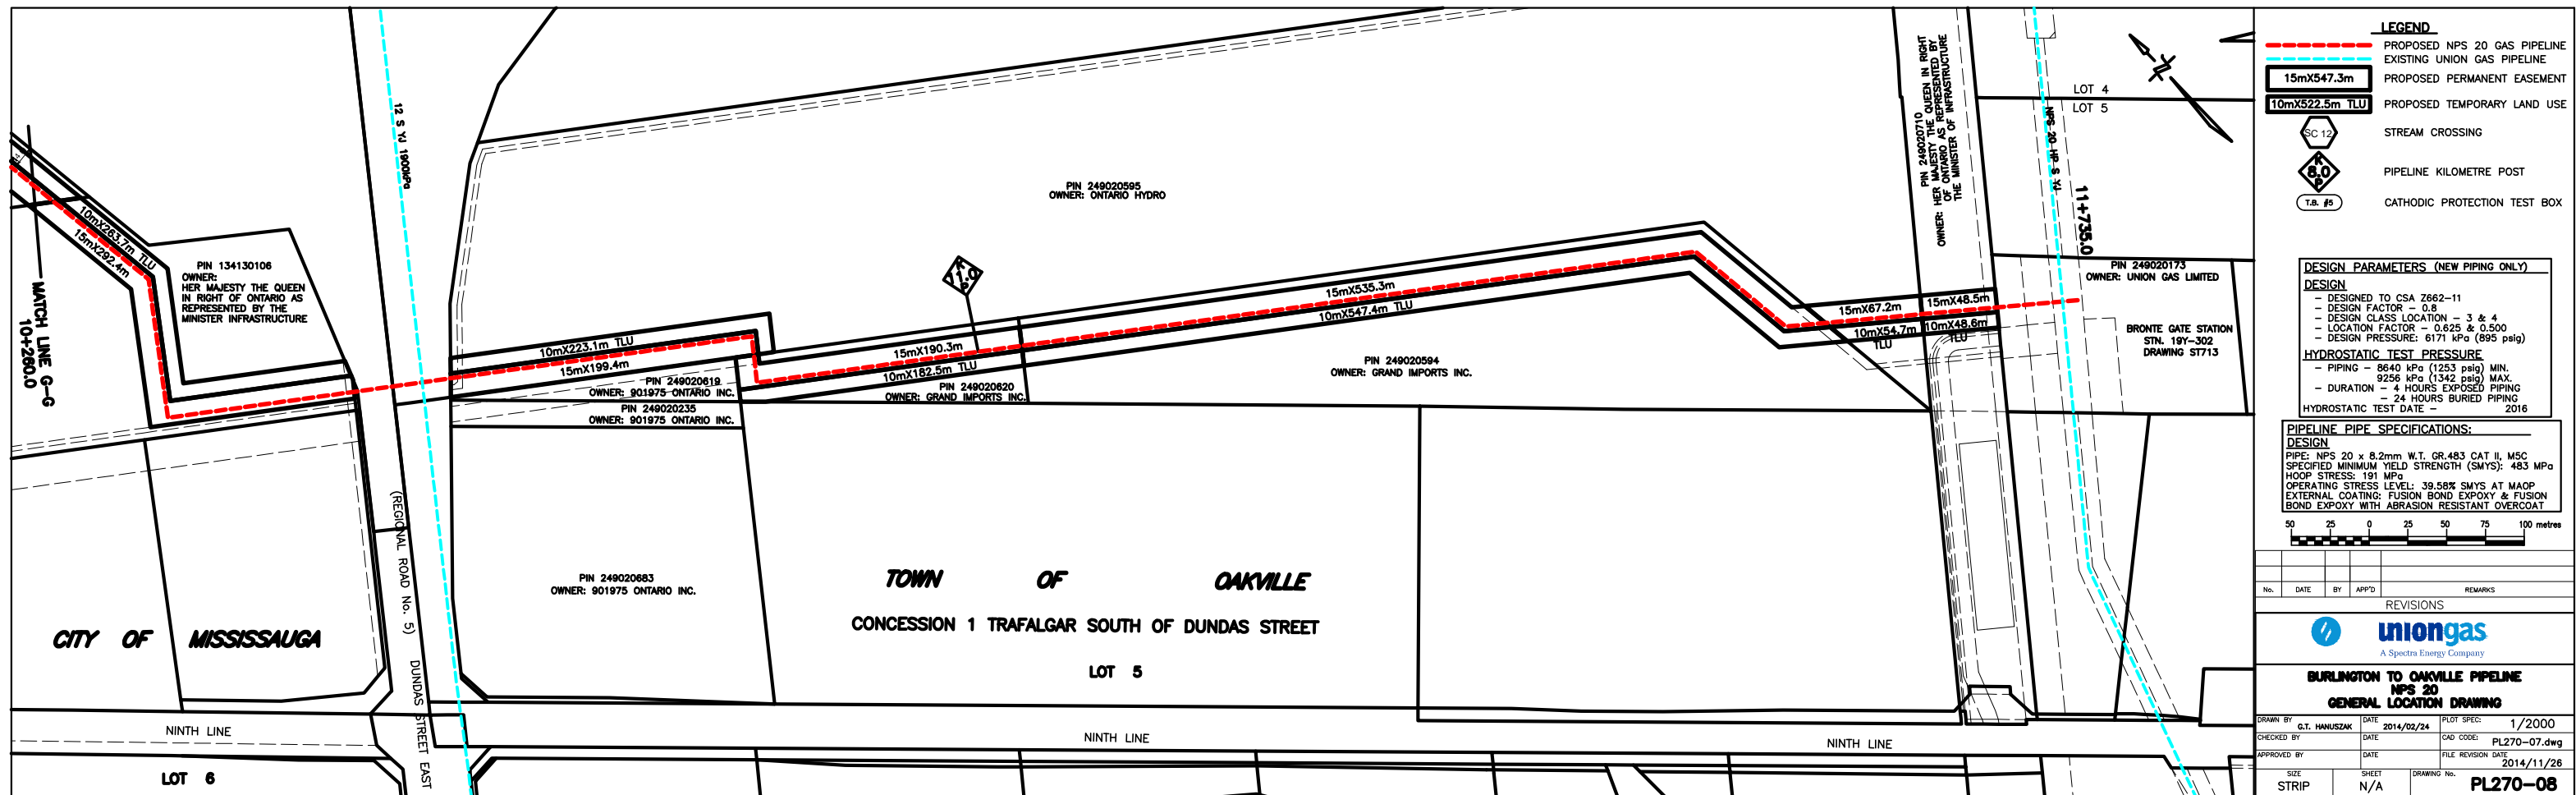 MATCH LINE G-G
10+260.0
10mX263.7m TLU
15mX292.4m
PIN 134130106
OWNER:
HER MAJESTY THE QUEEN
IN RIGHT OF ONTARIO AS
REPRESENTED BY THE
MINISTER INFRASTRUCTURE
12 S YJ 1900kPa
(REGIONAL ROAD No. 5) DUNDAS STREET EAST
CITY OF MISSISSAUGA
NINTH LINE
LOT 6
10mX223.1m TLU
15mX199.4m
PIN 249020619
OWNER: 901975 ONTARIO INC.
PIN 249020235
OWNER: 901975 ONTARIO INC.
PIN 249020683
OWNER: 901975 ONTARIO INC.
K
11.0
P
15mX190.3m
10mX182.5m TLU
PIN 249020620
OWNER: GRAND IMPORTS INC.
PIN 249020595
OWNER: ONTARIO HYDRO
15mX535.3m
10mX547.4m TLU
PIN 249020594
OWNER: GRAND IMPORTS INC.
TOWN OF OAKVILLE
CONCESSION 1 TRAFALGAR SOUTH OF DUNDAS STREET
LOT 5
NINTH LINE
NINTH LINE
PIN 249020710
OWNER: HER MAJESTY THE QUEEN IN RIGHT
OF ONTARIO AS REPRESENTED BY
THE MINISTER OF INFRASTRUCTURE
15mX67.2m
15mX48.5m
10mX54.7m
TLU
10mX48.6m
TLU
NPS 20 HP S YJ
11+735.0
LOT 4
LOT 5
PIN 249020173
OWNER: UNION GAS LIMITED
BRONTE GATE STATION
STN. 19Y-302
DRAWING ST713
LEGEND
PROPOSED NPS 20 GAS PIPELINE
EXISTING UNION GAS PIPELINE
15mX547.3m PROPOSED PERMANENT EASEMENT
10mX522.5m TLU PROPOSED TEMPORARY LAND USE
SC 12 STREAM CROSSING
K
8.0 PIPELINE KILOMETRE POST
P
T.B. #5 CATHODIC PROTECTION TEST BOX
DESIGN PARAMETERS (NEW PIPING ONLY)
DESIGN
- DESIGNED TO CSA Z662-11
- DESIGN FACTOR - 0.8
- DESIGN CLASS LOCATION - 3 & 4
- LOCATION FACTOR - 0.625 & 0.500
- DESIGN PRESSURE: 6171 kPa (895 psig)
HYDROSTATIC TEST PRESSURE
- PIPING - 8640 kPa (1253 psig) MIN.
9256 kPa (1342 psig) MAX.
- DURATION - 4 HOURS EXPOSED PIPING
- 24 HOURS BURIED PIPING
HYDROSTATIC TEST DATE - 2016
PIPELINE PIPE SPECIFICATIONS:
DESIGN
PIPE: NPS 20 x 8.2mm W.T. GR.483 CAT II, M5C
SPECIFIED MINIMUM YIELD STRENGTH (SMYS): 483 MPa
HOOP STRESS: 191 MPa
OPERATING STRESS LEVEL: 39.58% SMYS AT MAOP
EXTERNAL COATING: FUSION BOND EXPOXY & FUSION
BOND EXPOXY WITH ABRASION RESISTANT OVERCOAT
50 25 0 25 50 75 100 metres
No. DATE BY APP'D REMARKS
REVISIONS
uniongas
A Spectra Energy Company
BURLINGTON TO OAKVILLE PIPELINE
NPS 20
GENERAL LOCATION DRAWING
DRAWN BY G.T. HANUSZAK DATE 2014/02/24 PLOT SPEC: 1/2000
CHECKED BY DATE CAD CODE: PL270-07.dwg
APPROVED BY DATE FILE REVISION DATE 2014/11/26
SIZE STRIP SHEET N/A DRAWING No. PL270-08